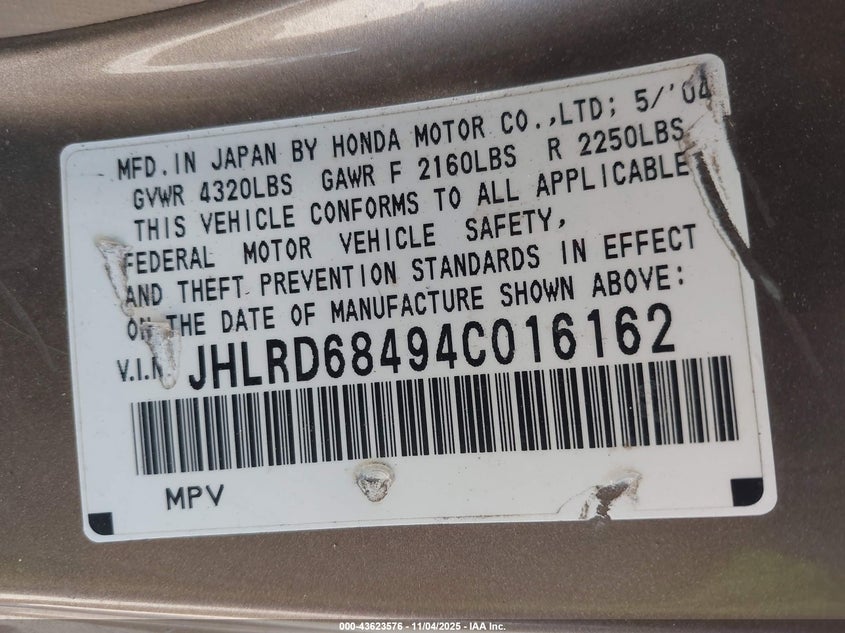 MFD.IN JAPAN BY HONDA MOTOR CO.,LTD; 5/'04
GVWR 4320LBS GAWR F 2160LBS R 2250LBS
THIS VEHICLE CONFORMS TO ALL APPLICABLE
FEDERAL MOTOR VEHICLE SAFETY,
AND THEFT PREVENTION STANDARDS IN EFFECT
ON THE DATE OF MANUFACTURE SHOWN ABOVE:
V.I.N. JHLRD68494C016162
MPV
000-43623576 - 11/04/2025 - IAA Inc.